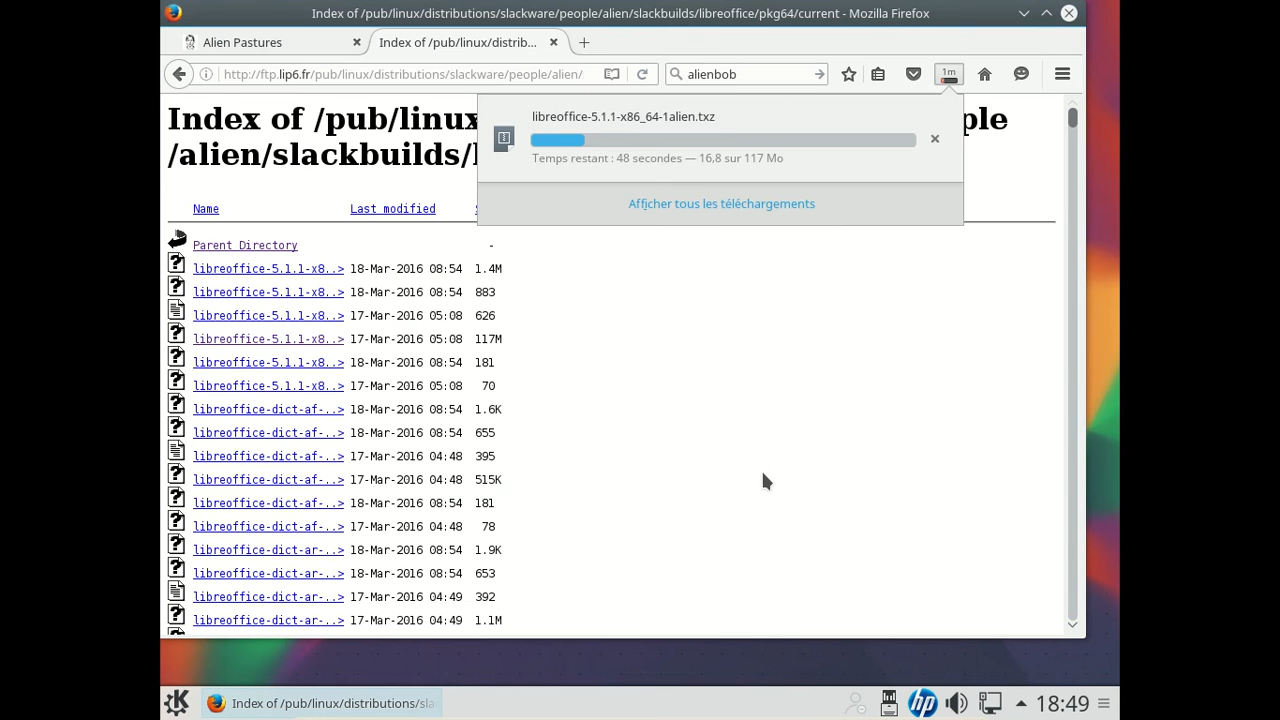 Index of /pub/linux/distributions/slackware/people/alien/slackbuilds/libreoffice/pkg64/current - Mozilla Firefox
Alien Pastures
Index of /pub/linux/distrib...
http://ftp.lip6.fr/pub/linux/distributions/slackware/people/alien/
alienbob
1m
libreoffice-5.1.1-x86_64-1alien.txz
Temps restant : 48 secondes — 16,8 sur 117 Mo
Afficher tous les téléchargements
Index of /pub/linux ple
/alien/slackbuilds/
Name Last modified
Parent Directory -
libreoffice-5.1.1-x8..> 18-Mar-2016 08:54 1.4M
libreoffice-5.1.1-x8..> 18-Mar-2016 08:54 883
libreoffice-5.1.1-x8..> 17-Mar-2016 05:08 626
libreoffice-5.1.1-x8..> 17-Mar-2016 05:08 117M
libreoffice-5.1.1-x8..> 18-Mar-2016 08:54 181
libreoffice-5.1.1-x8..> 17-Mar-2016 05:08 70
libreoffice-dict-af-..> 18-Mar-2016 08:54 1.6K
libreoffice-dict-af-..> 18-Mar-2016 08:54 655
libreoffice-dict-af-..> 17-Mar-2016 04:48 395
libreoffice-dict-af-..> 17-Mar-2016 04:48 515K
libreoffice-dict-af-..> 18-Mar-2016 08:54 181
libreoffice-dict-af-..> 17-Mar-2016 04:48 78
libreoffice-dict-ar-..> 18-Mar-2016 08:54 1.9K
libreoffice-dict-ar-..> 18-Mar-2016 08:54 653
libreoffice-dict-ar-..> 17-Mar-2016 04:49 392
libreoffice-dict-ar-..> 17-Mar-2016 04:49 1.1M
Index of /pub/linux/distributions/sla
hp
18:49